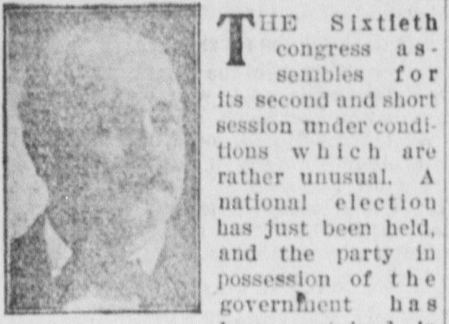 THE Sixtieth
congress as-
sembles for
its second and short
session under condi-
tions which are
rather unusual. A
national election
has just been held,
and the party in
possession of the
government has